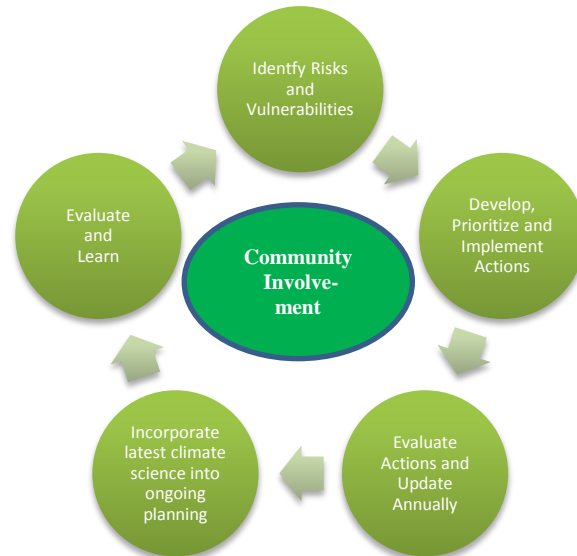 Identfy Risks
and
Vulnerabilities
Develop,
Prioritize and
Implement
Actions
Evaluate
Actions and
Update
Annually
Incorporate
latest climate
science into
ongoing
planning
Evaluate
and
Learn
Community
Involve-
ment